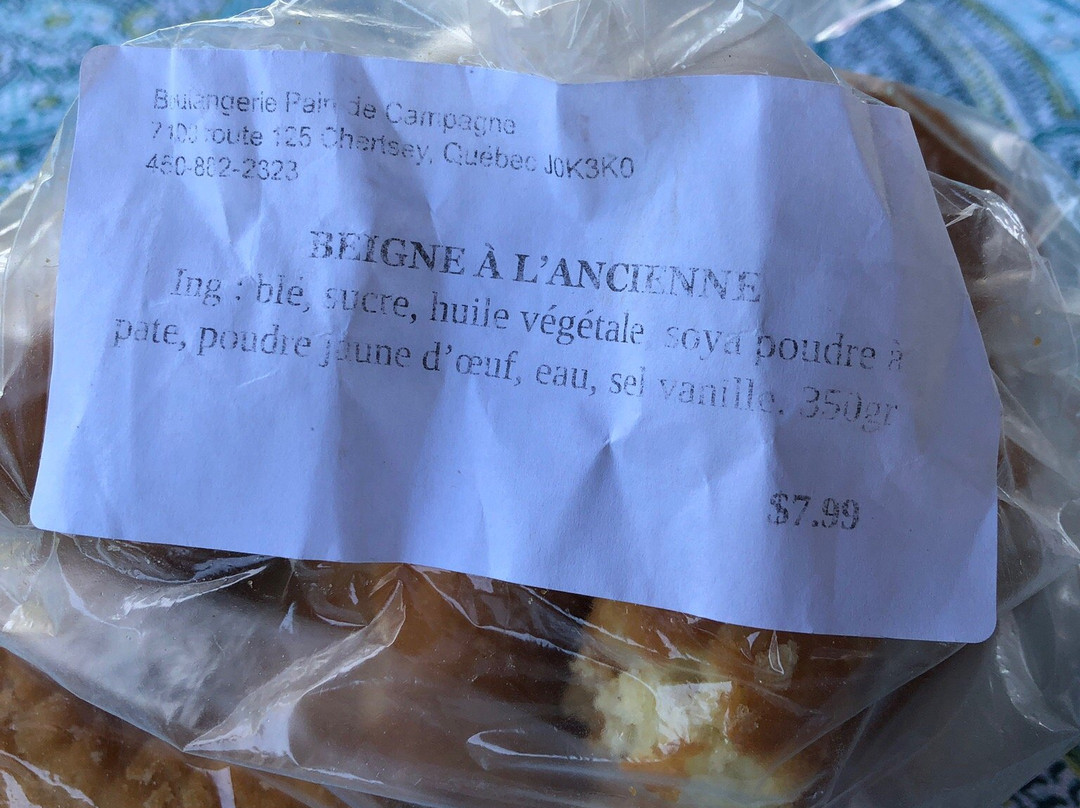 Boulangerie Pain de Campagne
7100 route 125 Chertsey, Québec J0K3K0
450-882-2323
BEIGNE À L'ANCIENNE
Ing : blé, sucre, huile végétale soya poudre à
pate, poudre jaune d'œuf, eau, sel vanille. 350gr
$7.99